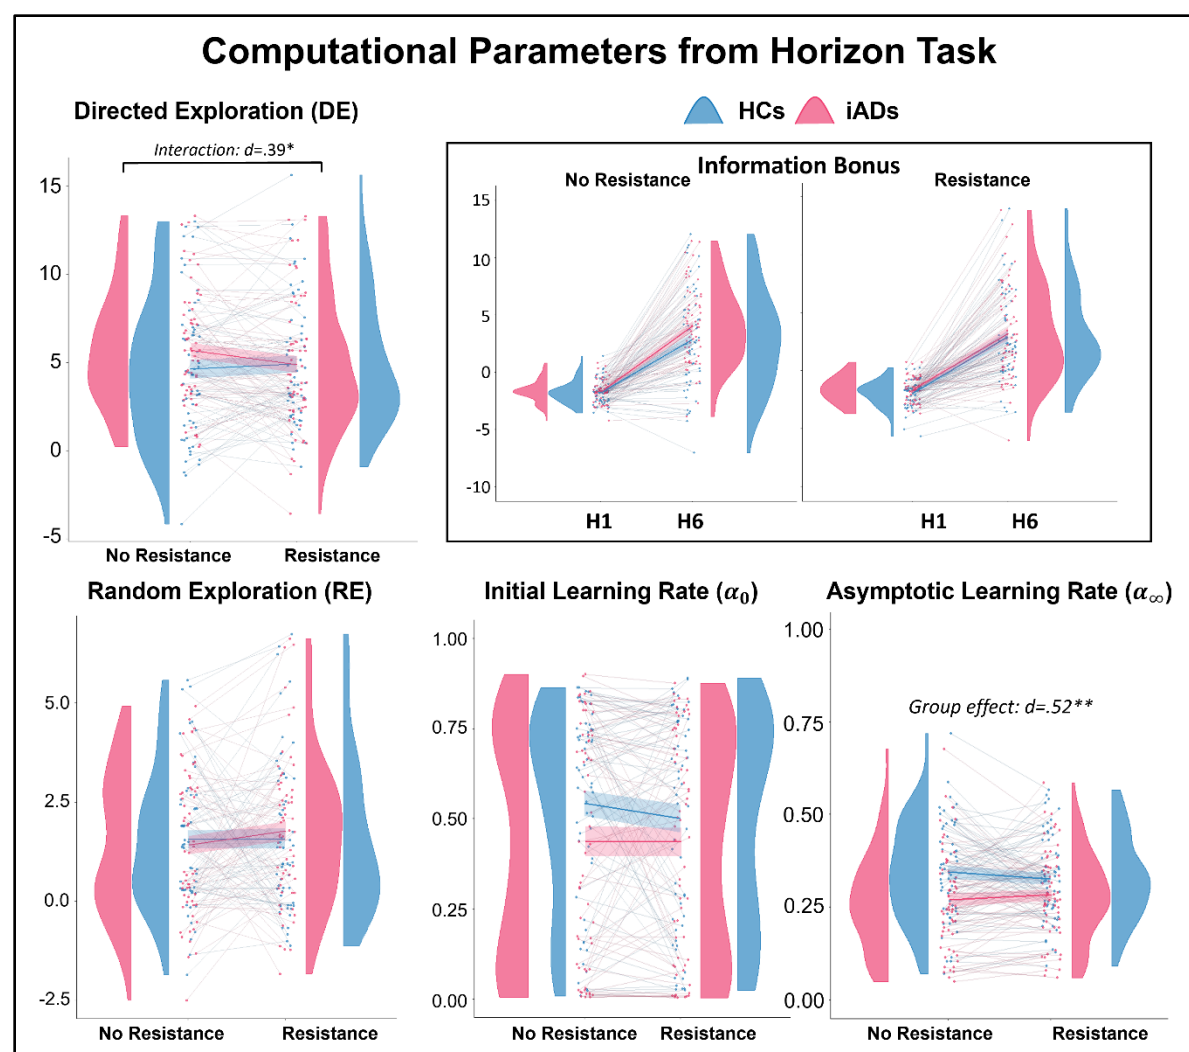 Computational Parameters from Horizon Task
Directed Exploration (DE)
HCs
iADs
Interaction: d=.39*
15
10
5
0
-5
No Resistance
Resistance
Information Bonus
No Resistance
Resistance
15
10
5
0
-5
-10
H1
H6
H1
H6
Random Exploration (RE)
5.0
2.5
0.0
-2.5
No Resistance
Resistance
Initial Learning Rate (α₀)
1.00
0.75
0.50
0.25
0.00
No Resistance
Resistance
Asymptotic Learning Rate (α∞)
Group effect: d=.52**
1.00
0.75
0.50
0.25
0.00
No Resistance
Resistance